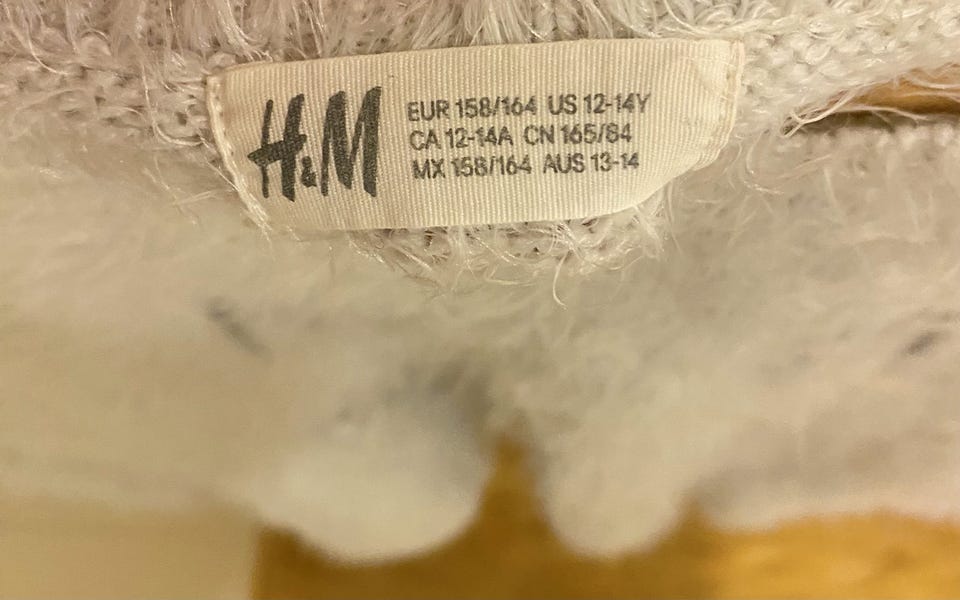 H&M
EUR 158/164 US 12-14Y
CA 12-14A CN 165/84
MX 158/164 AUS 13-14